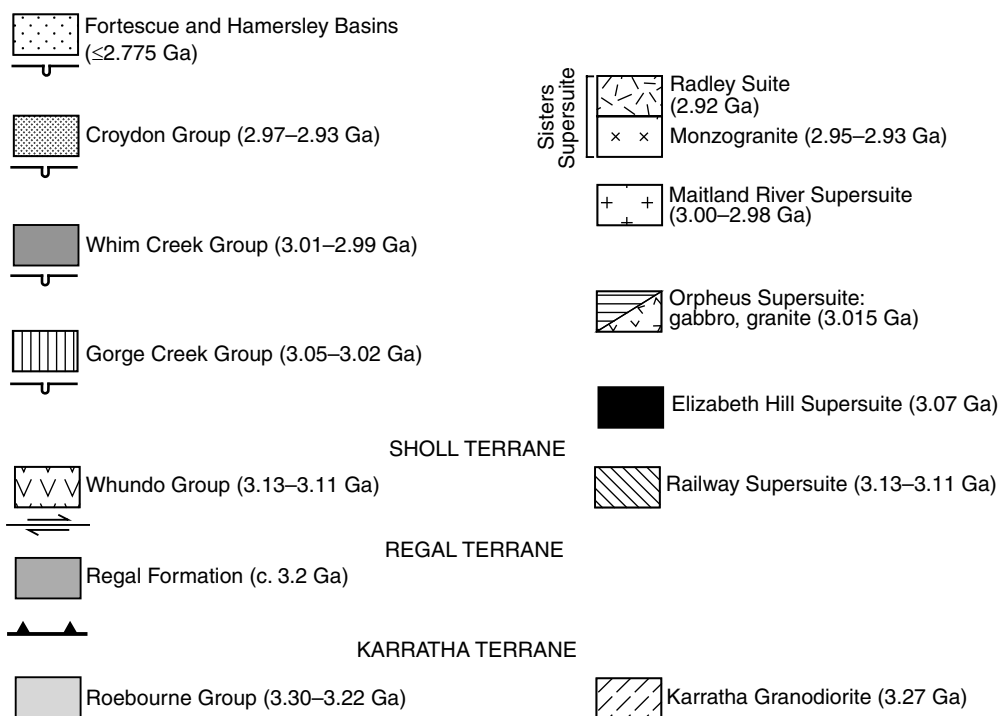 Fortescue and Hamersley Basins
(≤2.775 Ga)
Croydon Group (2.97–2.93 Ga)
Whim Creek Group (3.01–2.99 Ga)
Gorge Creek Group (3.05–3.02 Ga)
Sisters
Supersuite
Radley Suite
(2.92 Ga)
Monzogranite (2.95–2.93 Ga)
Maitland River Supersuite
(3.00–2.98 Ga)
Orpheus Supersuite:
gabbro, granite (3.015 Ga)
Elizabeth Hill Supersuite (3.07 Ga)
SHOLL TERRANE
Whundo Group (3.13–3.11 Ga)
Railway Supersuite (3.13–3.11 Ga)
REGAL TERRANE
Regal Formation (c. 3.2 Ga)
KARRATHA TERRANE
Roebourne Group (3.30–3.22 Ga)
Karratha Granodiorite (3.27 Ga)